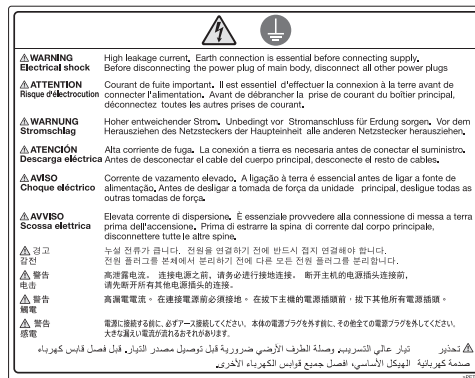 ⚠WARNING High leakage current. Earth connection is essential before connecting supply.
Electrical shock Before disconnecting the power plug of main body, disconnect all other power plugs
⚠ATTENTION Courant de fuite important. Il est essentiel d'effectuer la connexion à la terre avant de
Risque d'électrocution connecter l'alimentation. Avant de débrancher la prise de courant du boîtier principal,
déconnectez toutes les autres prises de courant.
⚠WARNUNG Hoher entweichender Strom. Unbedingt vor Stromanschluss für Erdung sorgen. Vor dem
Stromschlag Herausziehen des Netzsteckers der Haupteinheit alle anderen Netzstecker herausziehen.
⚠ATENCIÓN Alta corriente de fuga. La conexión a tierra es necesaria antes de conectar el suministro.
Descarga eléctrica Antes de desconectar el cable del cuerpo principal, desconecte el resto de cables.
⚠AVISO Corrente de vazamento elevado. A ligação à terra é essencial antes de ligar a fonte de
Choque eléctrico alimentação. Antes de desligar a tomada de força da unidade principal, desligue todas as
outras tomadas de força.
⚠AVVISO Elevata corrente di dispersione. È essenziale provvedere alla connessione di messa a terra
Scossa elettrica prima dell'accensione. Prima di estrarre la spina di corrente dal corpo principale,
disconnettere tutte le altre spine.
⚠ 경고 누설 전류가 큽니다. 전원을 연결하기 전에 반드시 접지 연결해야 합니다.
감전 전원 플러그를 본체에서 분리하기 전에 다른 모든 전원 플러그를 분리합니다.
⚠ 警告 高泄露电流。 连接电源之前，请务必进行接地连接。 断开主机的电源插头连接前，
电击 请先断开所有其他电源插头的连接。
⚠ 警告 高漏電電流。在連接電源前必須接地。在拔下主機的電源插頭前，拔下其他所有電源插頭。
觸電
⚠ 警告 電源に接続する前に、必ずアース接続してください。本体の電源プラグを外す前に、その他全ての電源プラグを外してください。
感電 大きな漏えい電流が流れるおそれがあります。
⚠ تحذير تيار عالي التسريب. وصلة الطرف الأرضي ضرورية قبل توصيل مصدر التيار. قبل فصل قابس كهرباء
صدمة كهربائية الهيكل الأساسي، افصل جميع قوابس الكهرباء الأخرى.